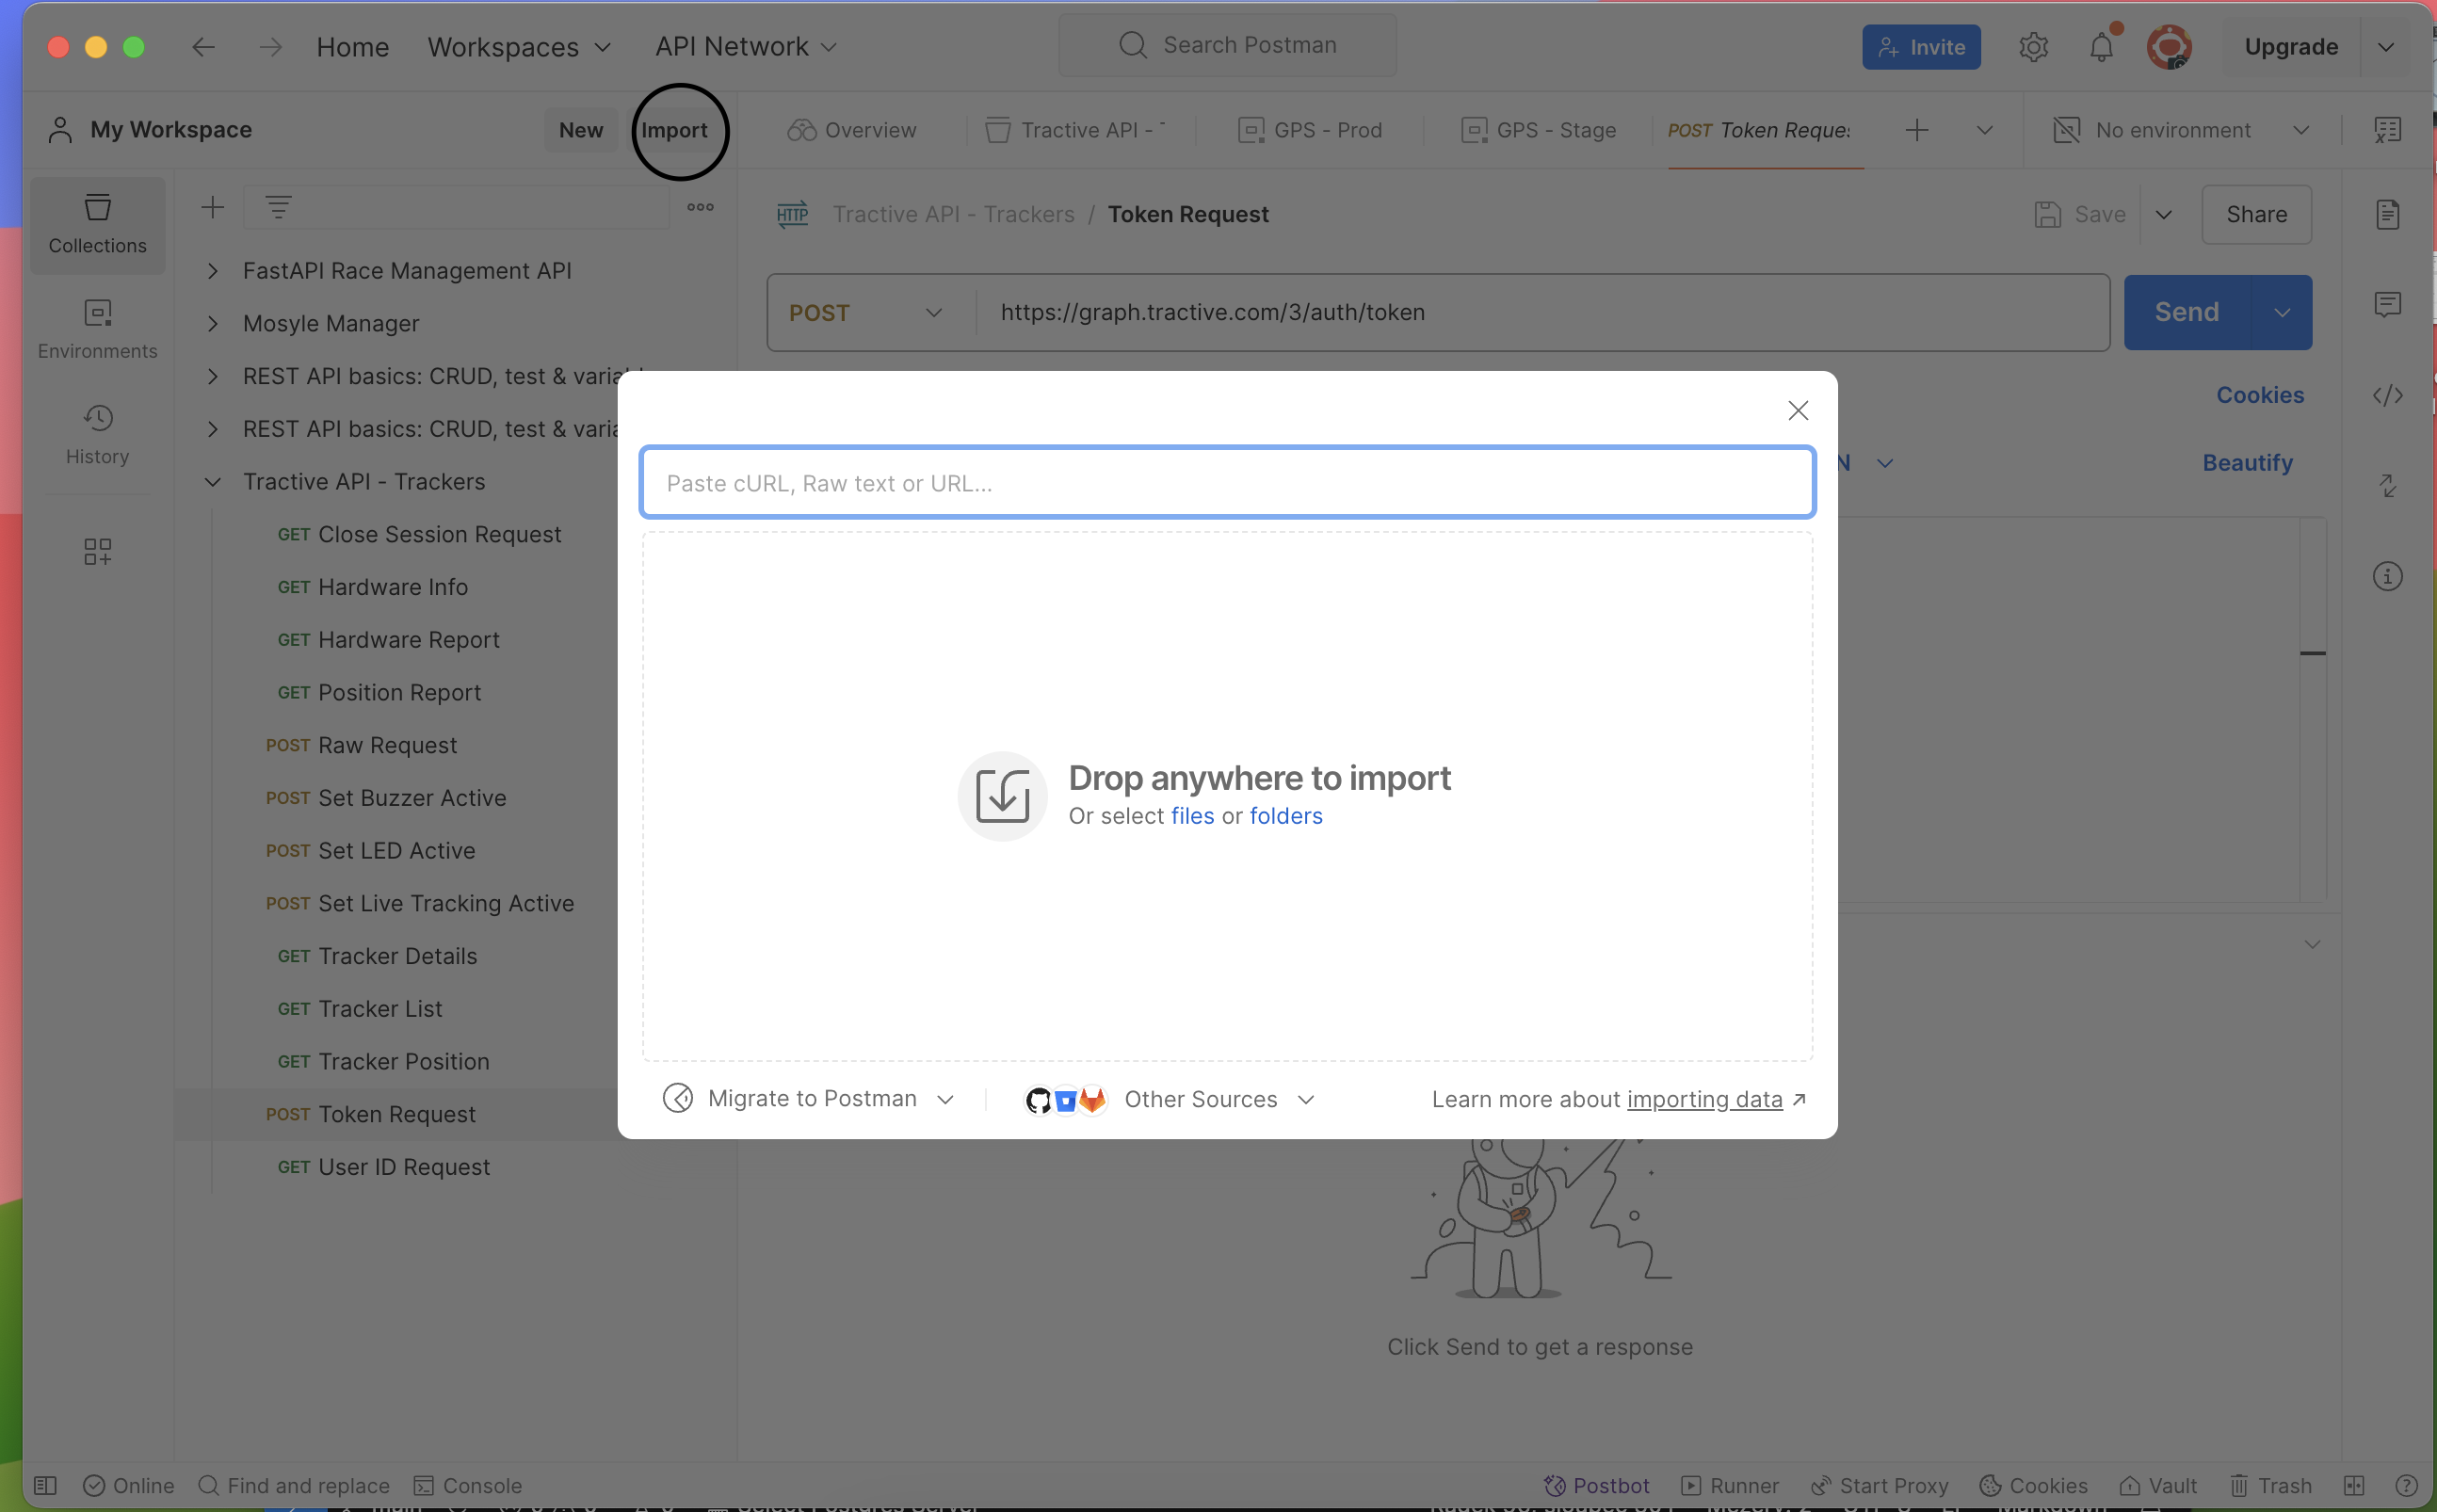 Home
Workspaces
API Network
Search Postman
Invite
Upgrade
My Workspace
New
Import
Overview
Tractive API -
GPS - Prod
GPS - Stage
POST Token Reques
No environment
Collections
Environments
History
FastAPI Race Management API
Mosyle Manager
REST API basics: CRUD, test & variabl
REST API basics: CRUD, test & varia
Tractive API - Trackers
GET Close Session Request
GET Hardware Info
GET Hardware Report
GET Position Report
POST Raw Request
POST Set Buzzer Active
POST Set LED Active
POST Set Live Tracking Active
GET Tracker Details
GET Tracker List
GET Tracker Position
POST Token Request
GET User ID Request
HTTP
Tractive API - Trackers / Token Request
Save
Share
POST
https://graph.tractive.com/3/auth/token
Send
Cookies
N
Beautify
Paste cURL, Raw text or URL...
Drop anywhere to import
Or select files or folders
Migrate to Postman
Other Sources
Learn more about importing data
Click Send to get a response
Online
Find and replace
Console
Postbot
Runner
Start Proxy
Cookies
Vault
Trash